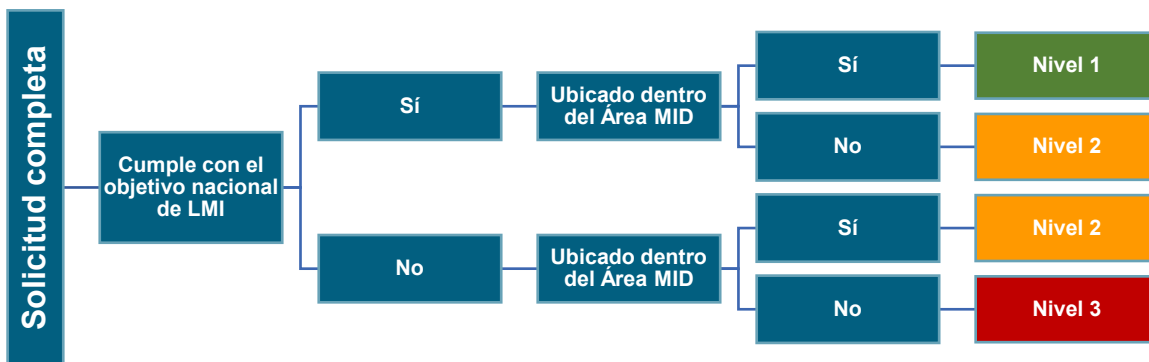 Solicitud completa
Cumple con el
objetivo nacional
de LMI
Sí
Ubicado dentro
del Área MID
Sí
Nivel 1
No
Nivel 2
No
Ubicado dentro
del Área MID
Sí
Nivel 2
No
Nivel 3